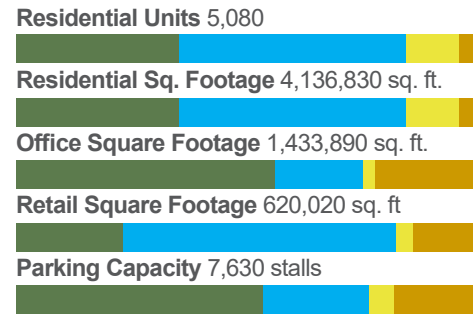 Residential Units 5,080
Residential Sq. Footage 4,136,830 sq. ft.
Office Square Footage 1,433,890 sq. ft.
Retail Square Footage 620,020 sq. ft
Parking Capacity 7,630 stalls